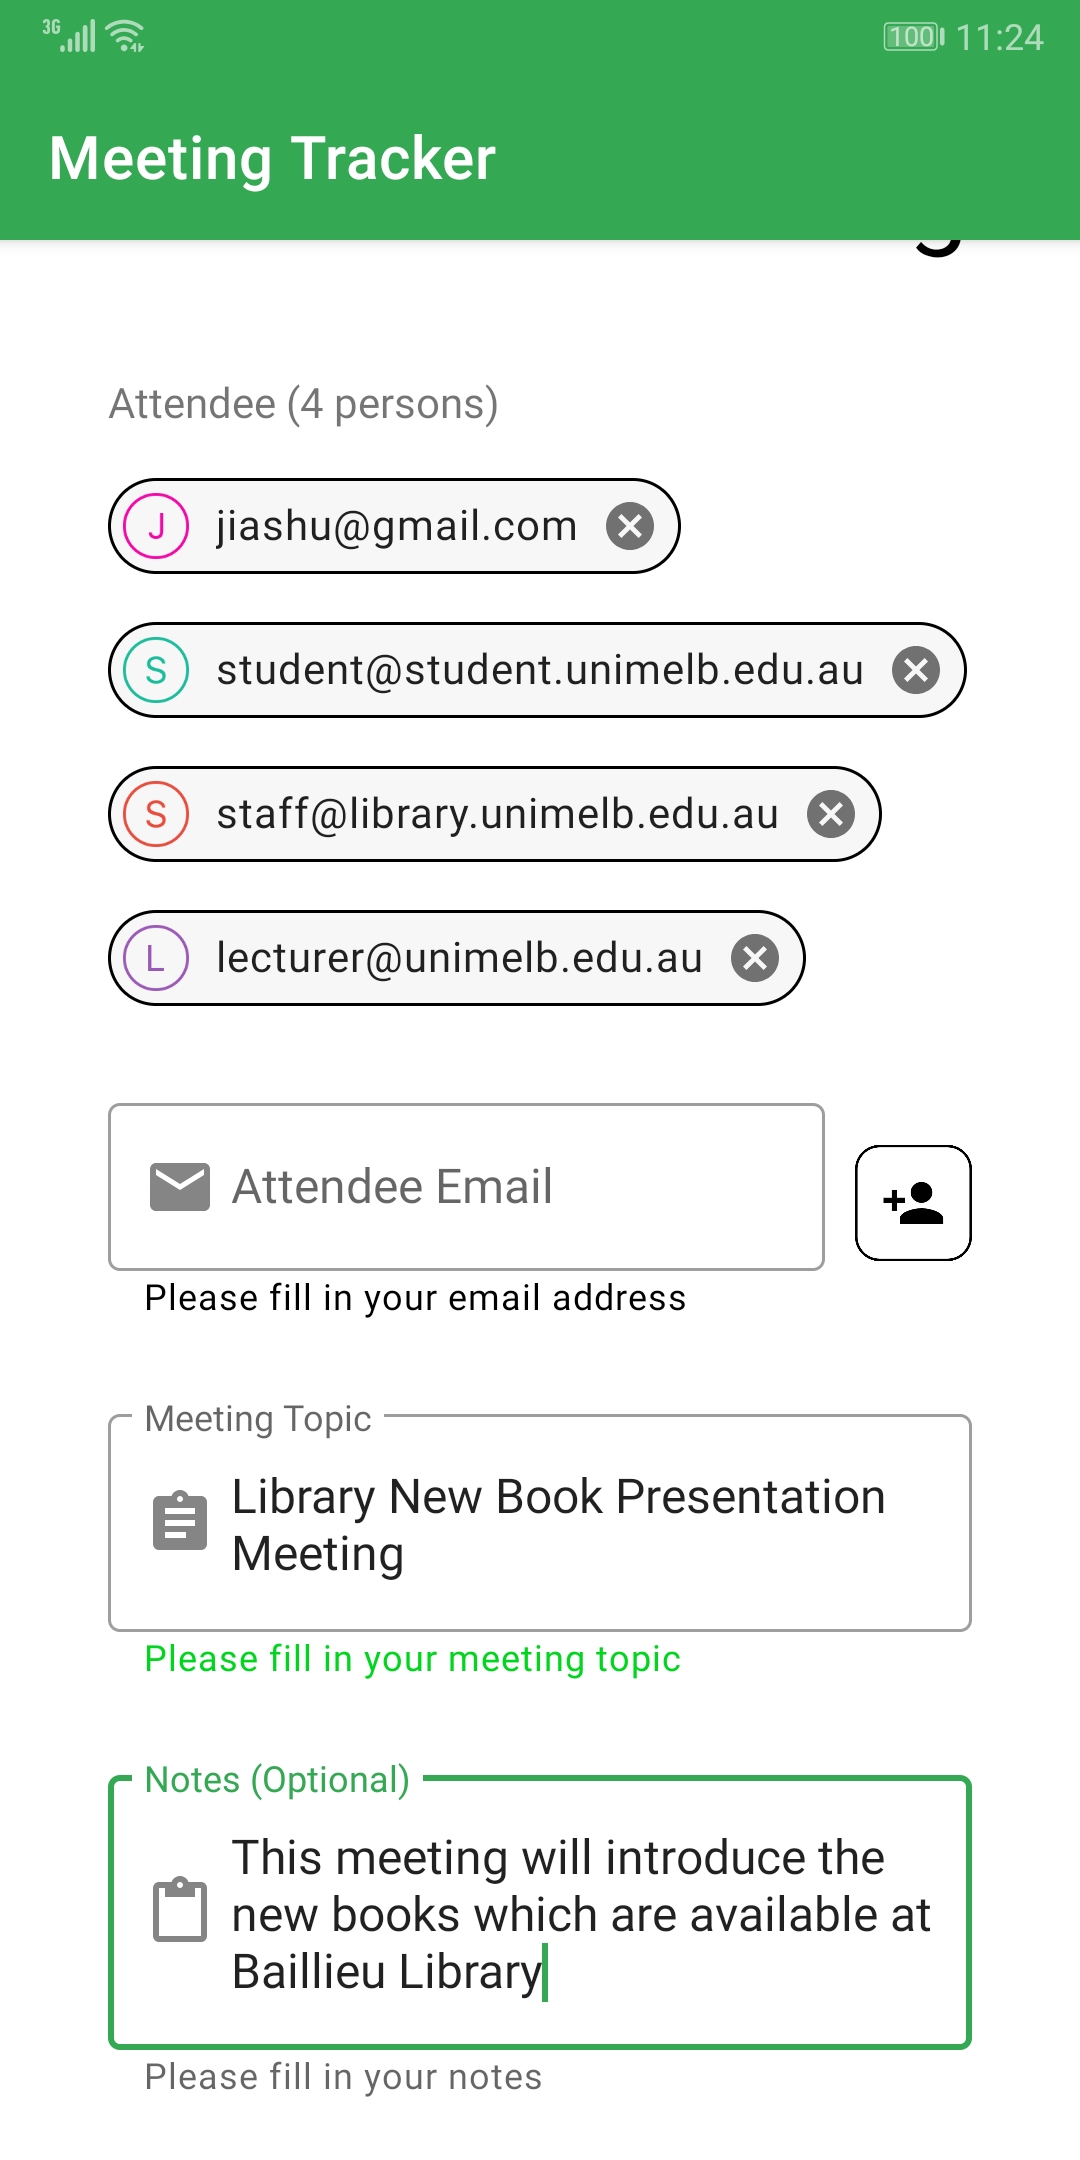 3G 100 11:24
Meeting Tracker
Attendee (4 persons)
J jiashu@gmail.com
S student@student.unimelb.edu.au
S staff@library.unimelb.edu.au
L lecturer@unimelb.edu.au
Attendee Email
Please fill in your email address
Meeting Topic
Library New Book Presentation
Meeting
Please fill in your meeting topic
Notes (Optional)
This meeting will introduce the
new books which are available at
Baillieu Library
Please fill in your notes